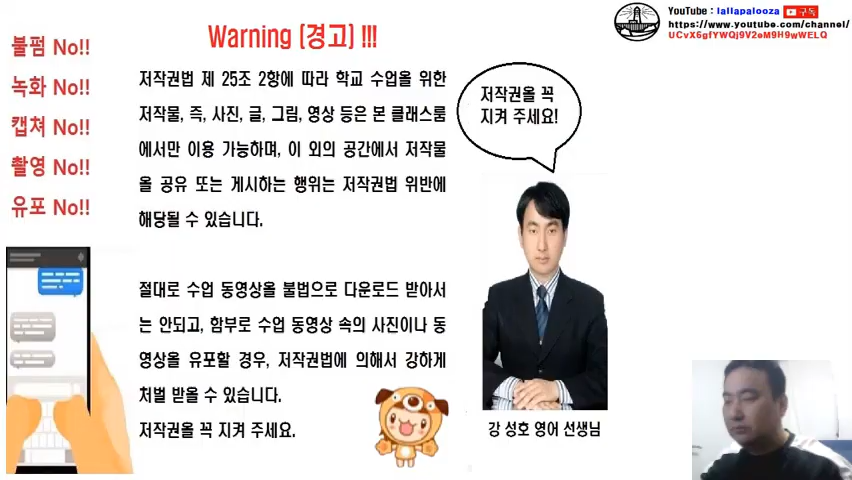 YouTube : lallapalooza 구독
https://www.youtube.com/channel/
UCvX6gfYWQj9V2eM9H9wWELQ
Warning (경고) !!!
불펌 No!!
녹화 No!!
캡쳐 No!!
촬영 No!!
유포 No!!
저작권법 제 25조 2항에 따라 학교 수업을 위한
저작물, 즉, 사진, 글, 그림, 영상 등은 본 클래스룸
에서만 이용 가능하며, 이 외의 공간에서 저작물
을 공유 또는 게시하는 행위는 저작권법 위반에
해당될 수 있습니다.
절대로 수업 동영상을 불법으로 다운로드 받아서
는 안되고, 함부로 수업 동영상 속의 사진이나 동
영상을 유포할 경우, 저작권법에 의해서 강하게
처벌 받을 수 있습니다.
저작권을 꼭 지켜 주세요.
저작권을 꼭
지켜 주세요!
강 성호 영어 선생님